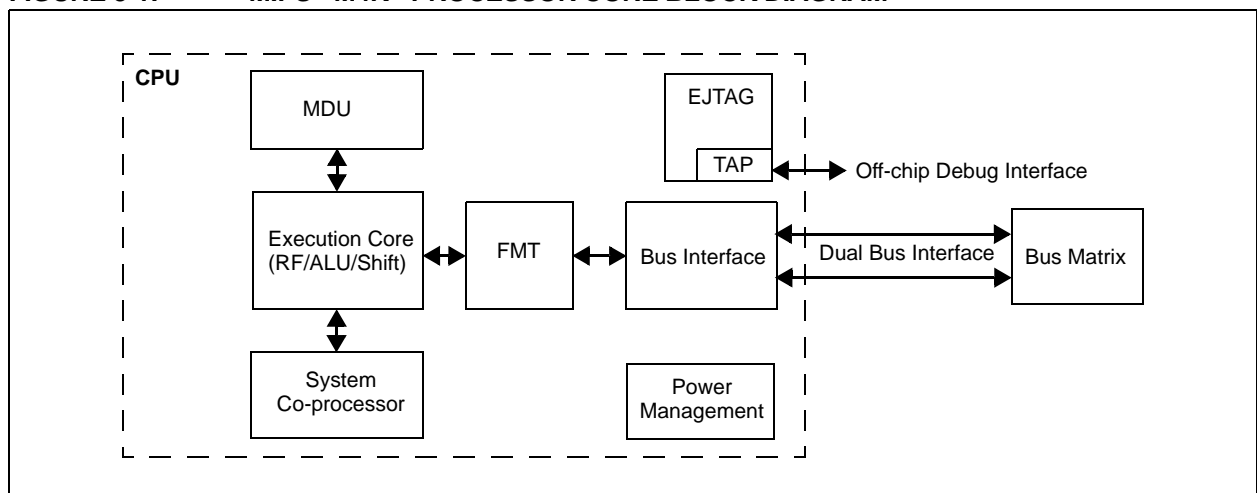 CPU
MDU
EJTAG
TAP
Off-chip Debug Interface
Execution Core
(RF/ALU/Shift)
FMT
Bus Interface
Dual Bus Interface
Bus Matrix
System
Co-processor
Power
Management